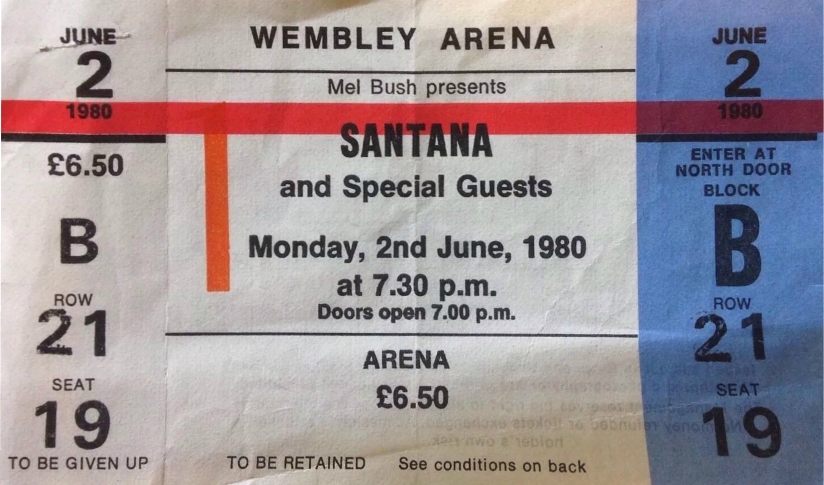 JUNE
2
1980
£6.50
B
ROW
21
SEAT
19
TO BE GIVEN UP
WEMBLEY ARENA
Mel Bush presents
SANTANA
and Special Guests
Monday, 2nd June, 1980
at 7.30 p.m.
Doors open 7.00 p.m.
ARENA
£6.50
TO BE RETAINED See conditions on back
JUNE
2
1980
ENTER AT
NORTH DOOR
BLOCK
B
ROW
21
SEAT
19